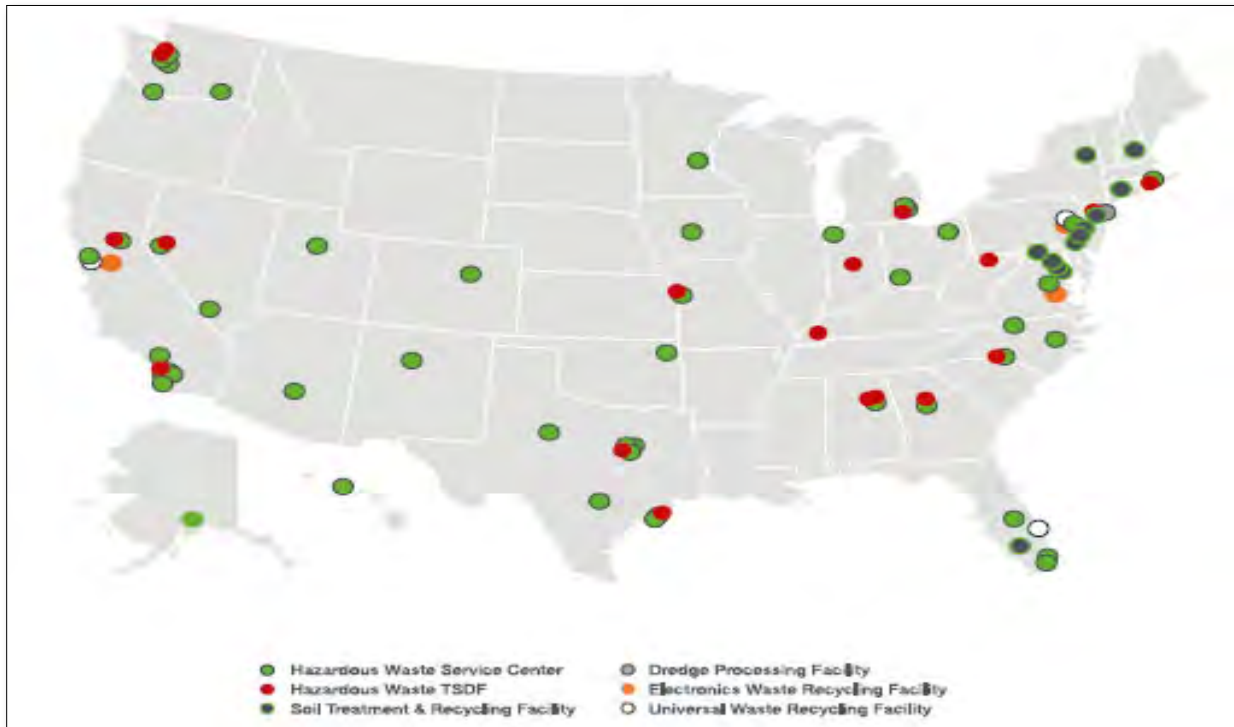 Hazardous Waste Service Center
Hazardous Waste TSDF
Soil Treatment & Recycling Facility
Dredge Processing Facility
Electronics Waste Recycling Facility
Universal Waste Recycling Facility